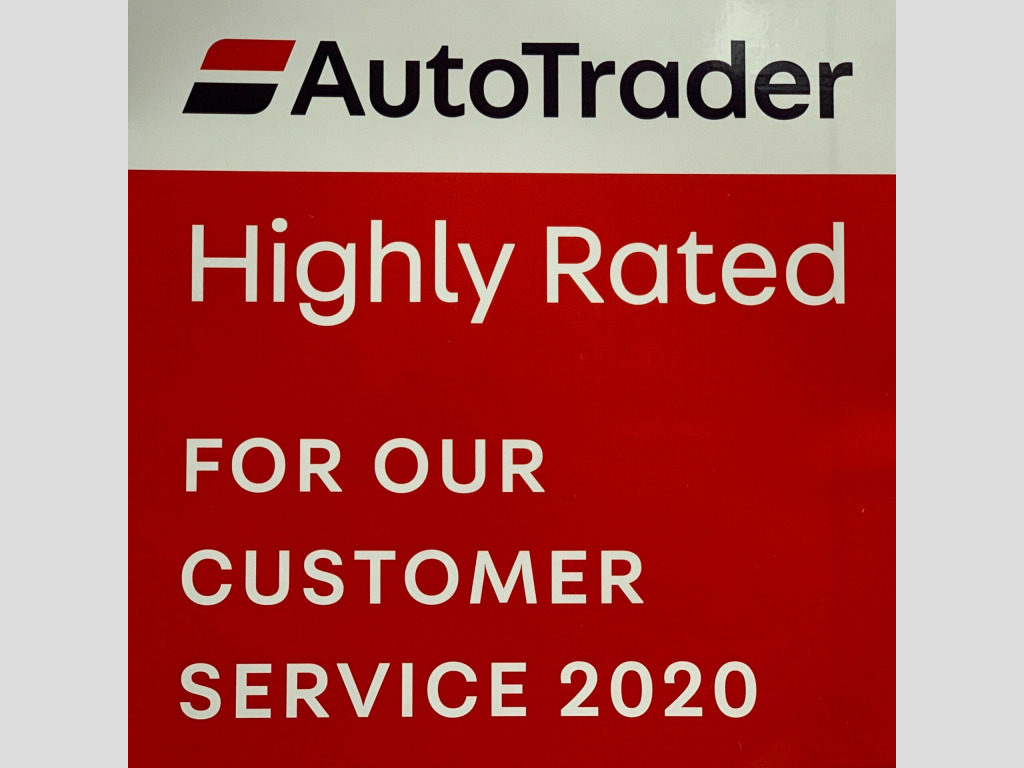 AutoTrader
Highly Rated
FOR OUR
CUSTOMER
SERVICE 2020